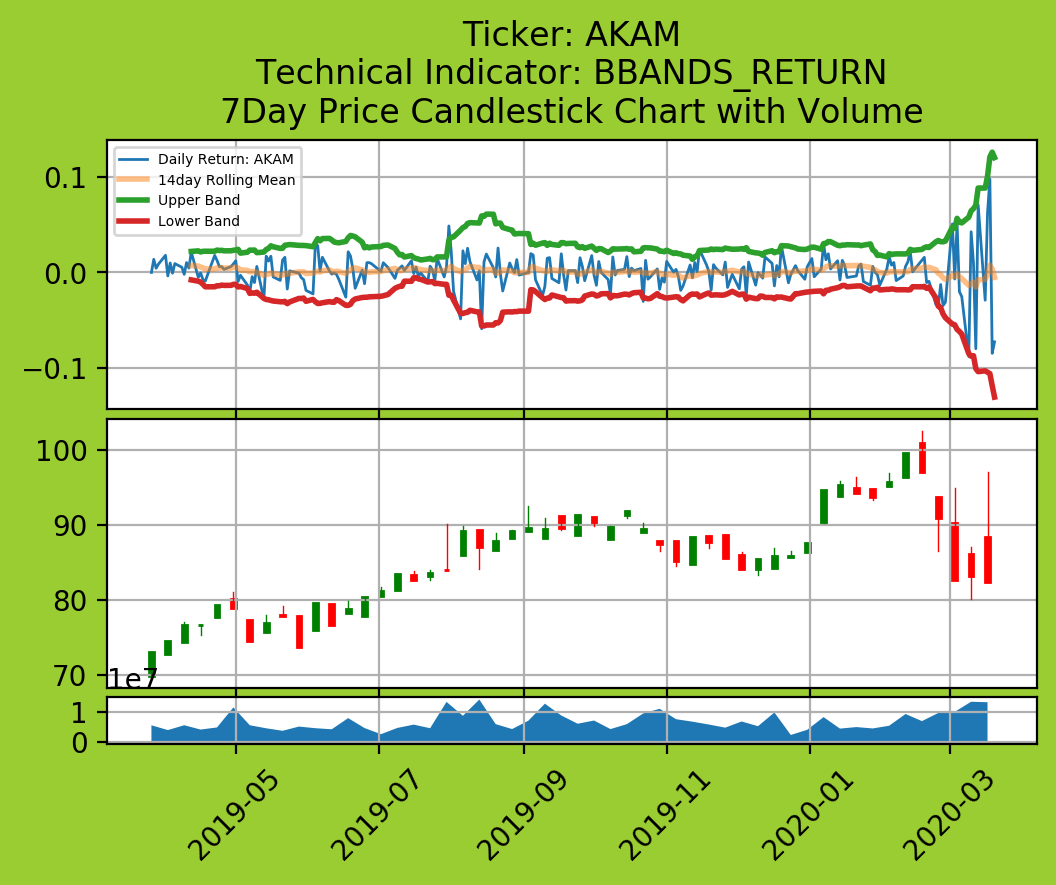 Ticker: AKAM
Technical Indicator: BBANDS_RETURN
7Day Price Candlestick Chart with Volume
Daily Return: AKAM
14day Rolling Mean
Upper Band
Lower Band
0.1
0.0
−0.1
100
90
80
70
1e7
1
0
2019-05
2019-07
2019-09
2019-11
2020-01
2020-03